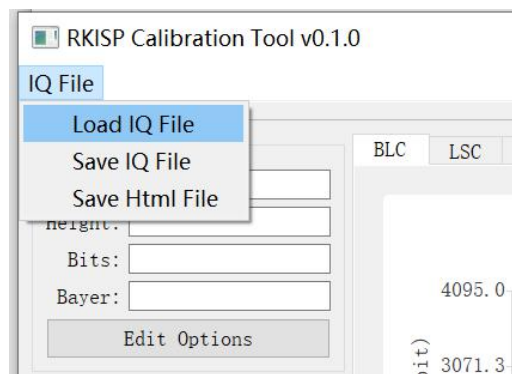 RKISP Calibration Tool v0.1.0
IQ File
Load IQ File
Save IQ File
Save Html File
Height:
Bits:
Bayer:
Edit Options
BLC
LSC
4095.0
3071.3